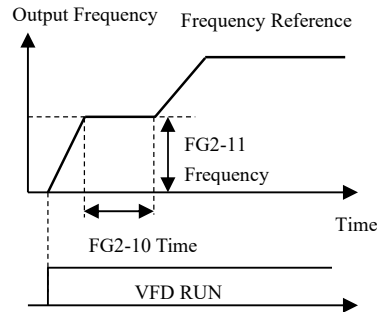 Output Frequency
Frequency Reference
FG2-11
Frequency
Time
FG2-10 Time
VFD RUN